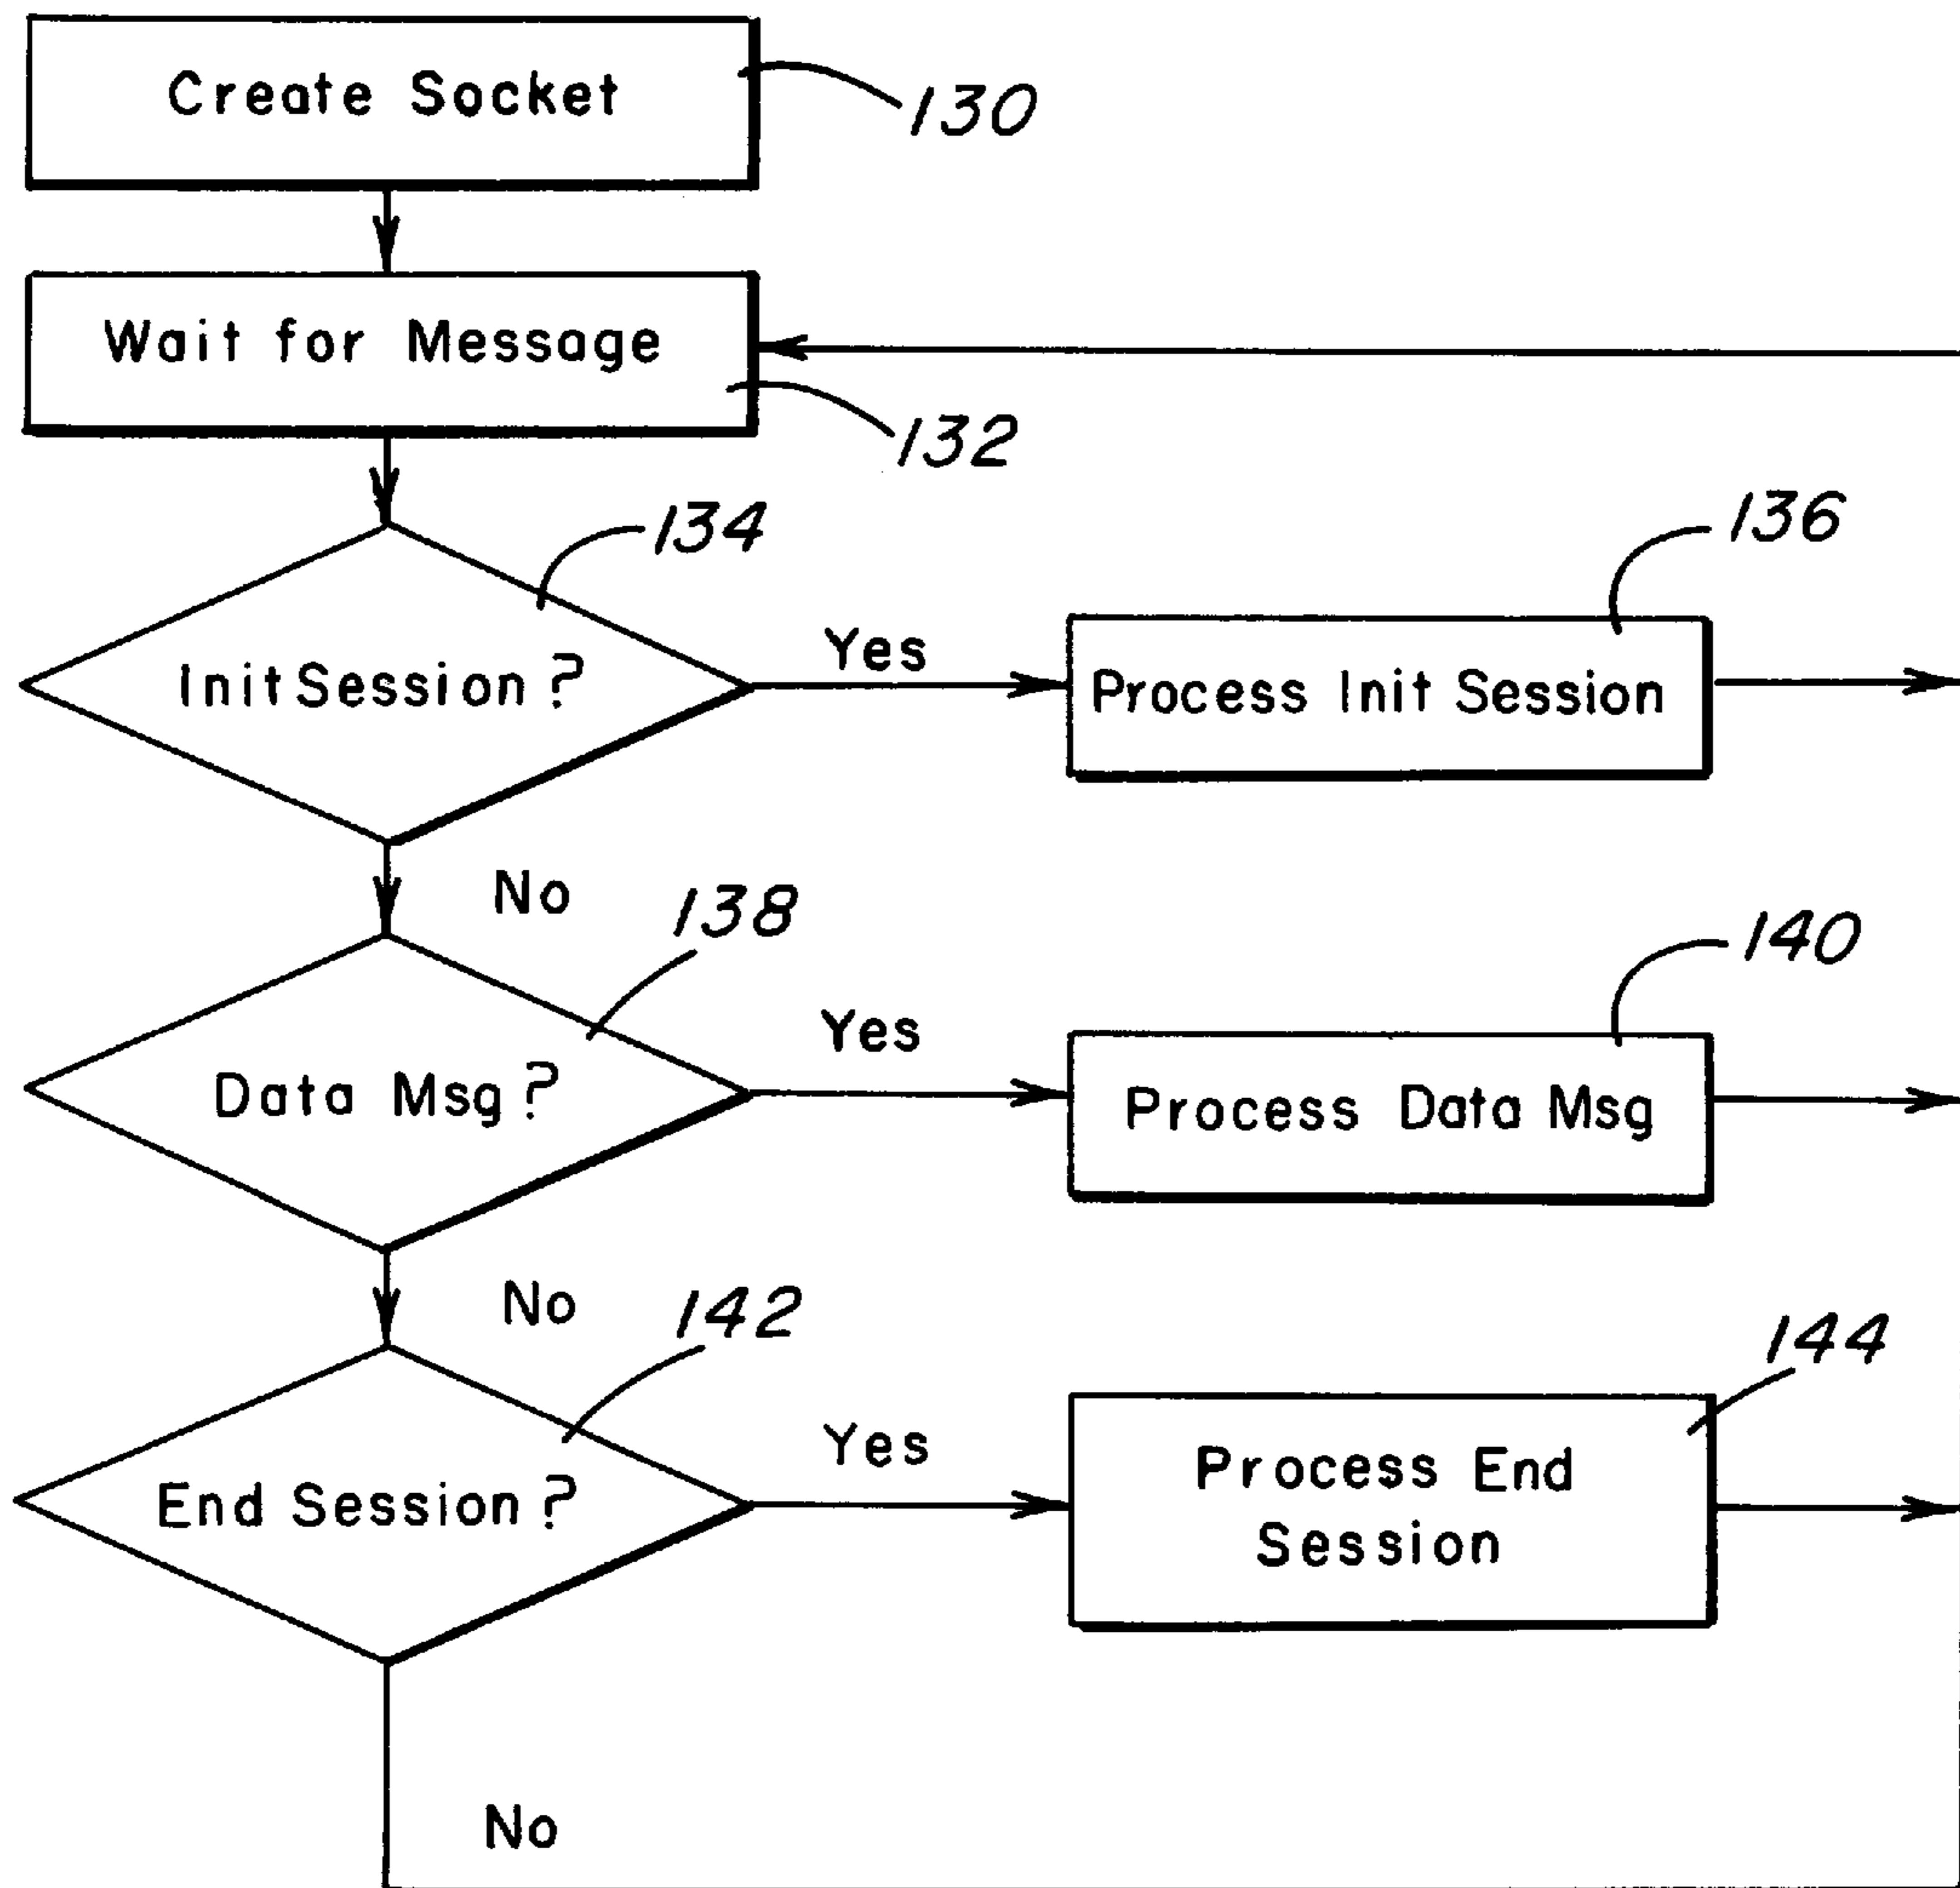 Create Socket
130
Wait for Message
132
134
136
Init Session?
Yes
Process Init Session
No
138
140
Data Msg?
Yes
Process Data Msg
No
142
144
End Session?
Yes
Process End
Session
No